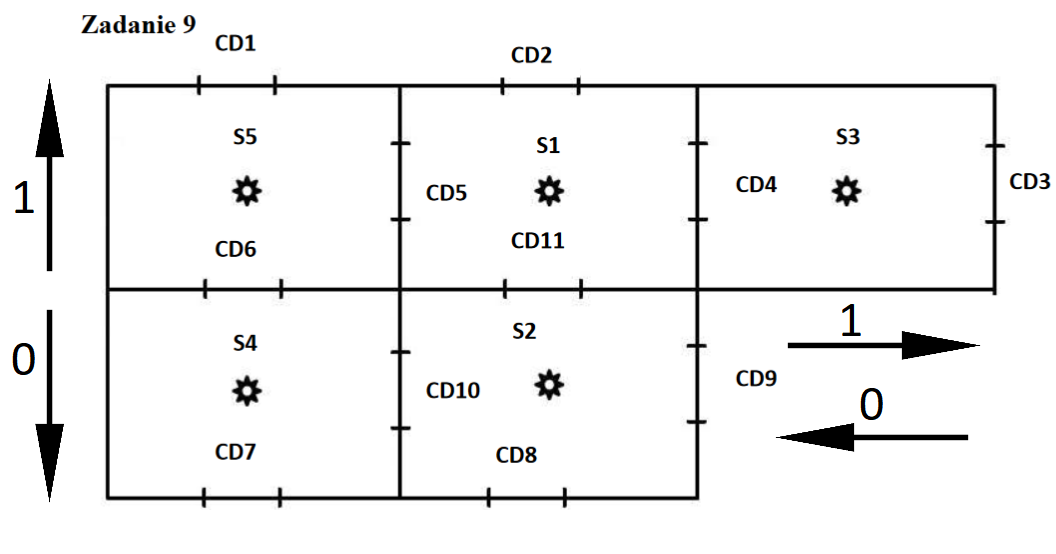 Zadanie 9
CD1
CD2
S5
S1
S3
1
CD5
CD4
CD3
CD6
CD11
0
S4
S2
1
CD10
CD9
0
CD7
CD8